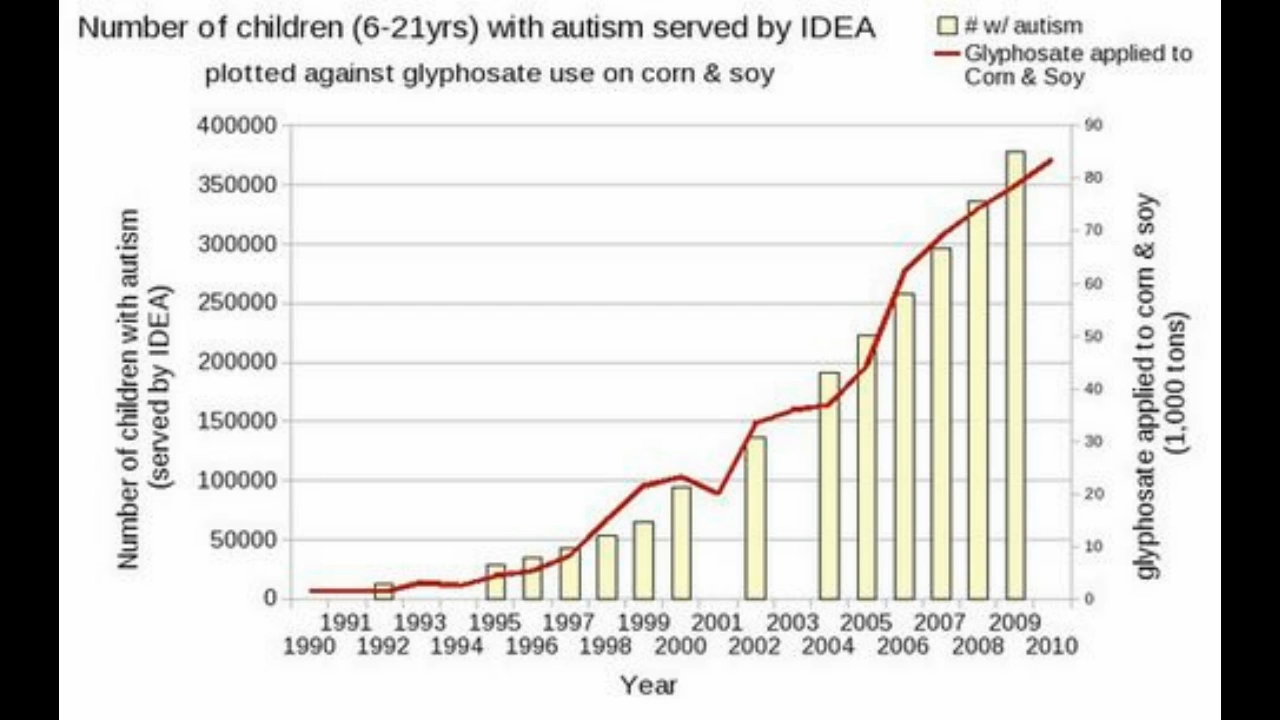 Number of children (6-21yrs) with autism served by IDEA
plotted against glyphosate use on corn & soy
# w/ autism
Glyphosate applied to
Corn & Soy
400000
350000
300000
250000
200000
150000
100000
50000
0
Number of children with autism
(served by IDEA)
90
80
70
60
50
40
30
20
10
0
glyphosate applied to corn & soy
(1,000 tons)
1991 1993 1995 1997 1999 2001 2003 2005 2007 2009
1990 1992 1994 1996 1998 2000 2002 2004 2006 2008 2010
Year